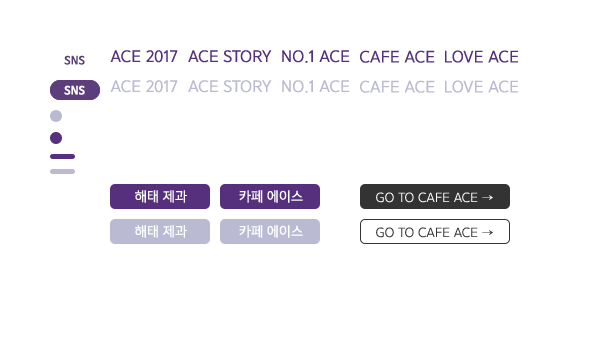 SNS ACE 2017 ACE STORY NO.1 ACE CAFE ACE LOVE ACE
SNS ACE 2017 ACE STORY NO.1 ACE CAFE ACE LOVE ACE
해태 제과 카페 에이스 GO TO CAFE ACE →
해태 제과 카페 에이스 GO TO CAFE ACE →